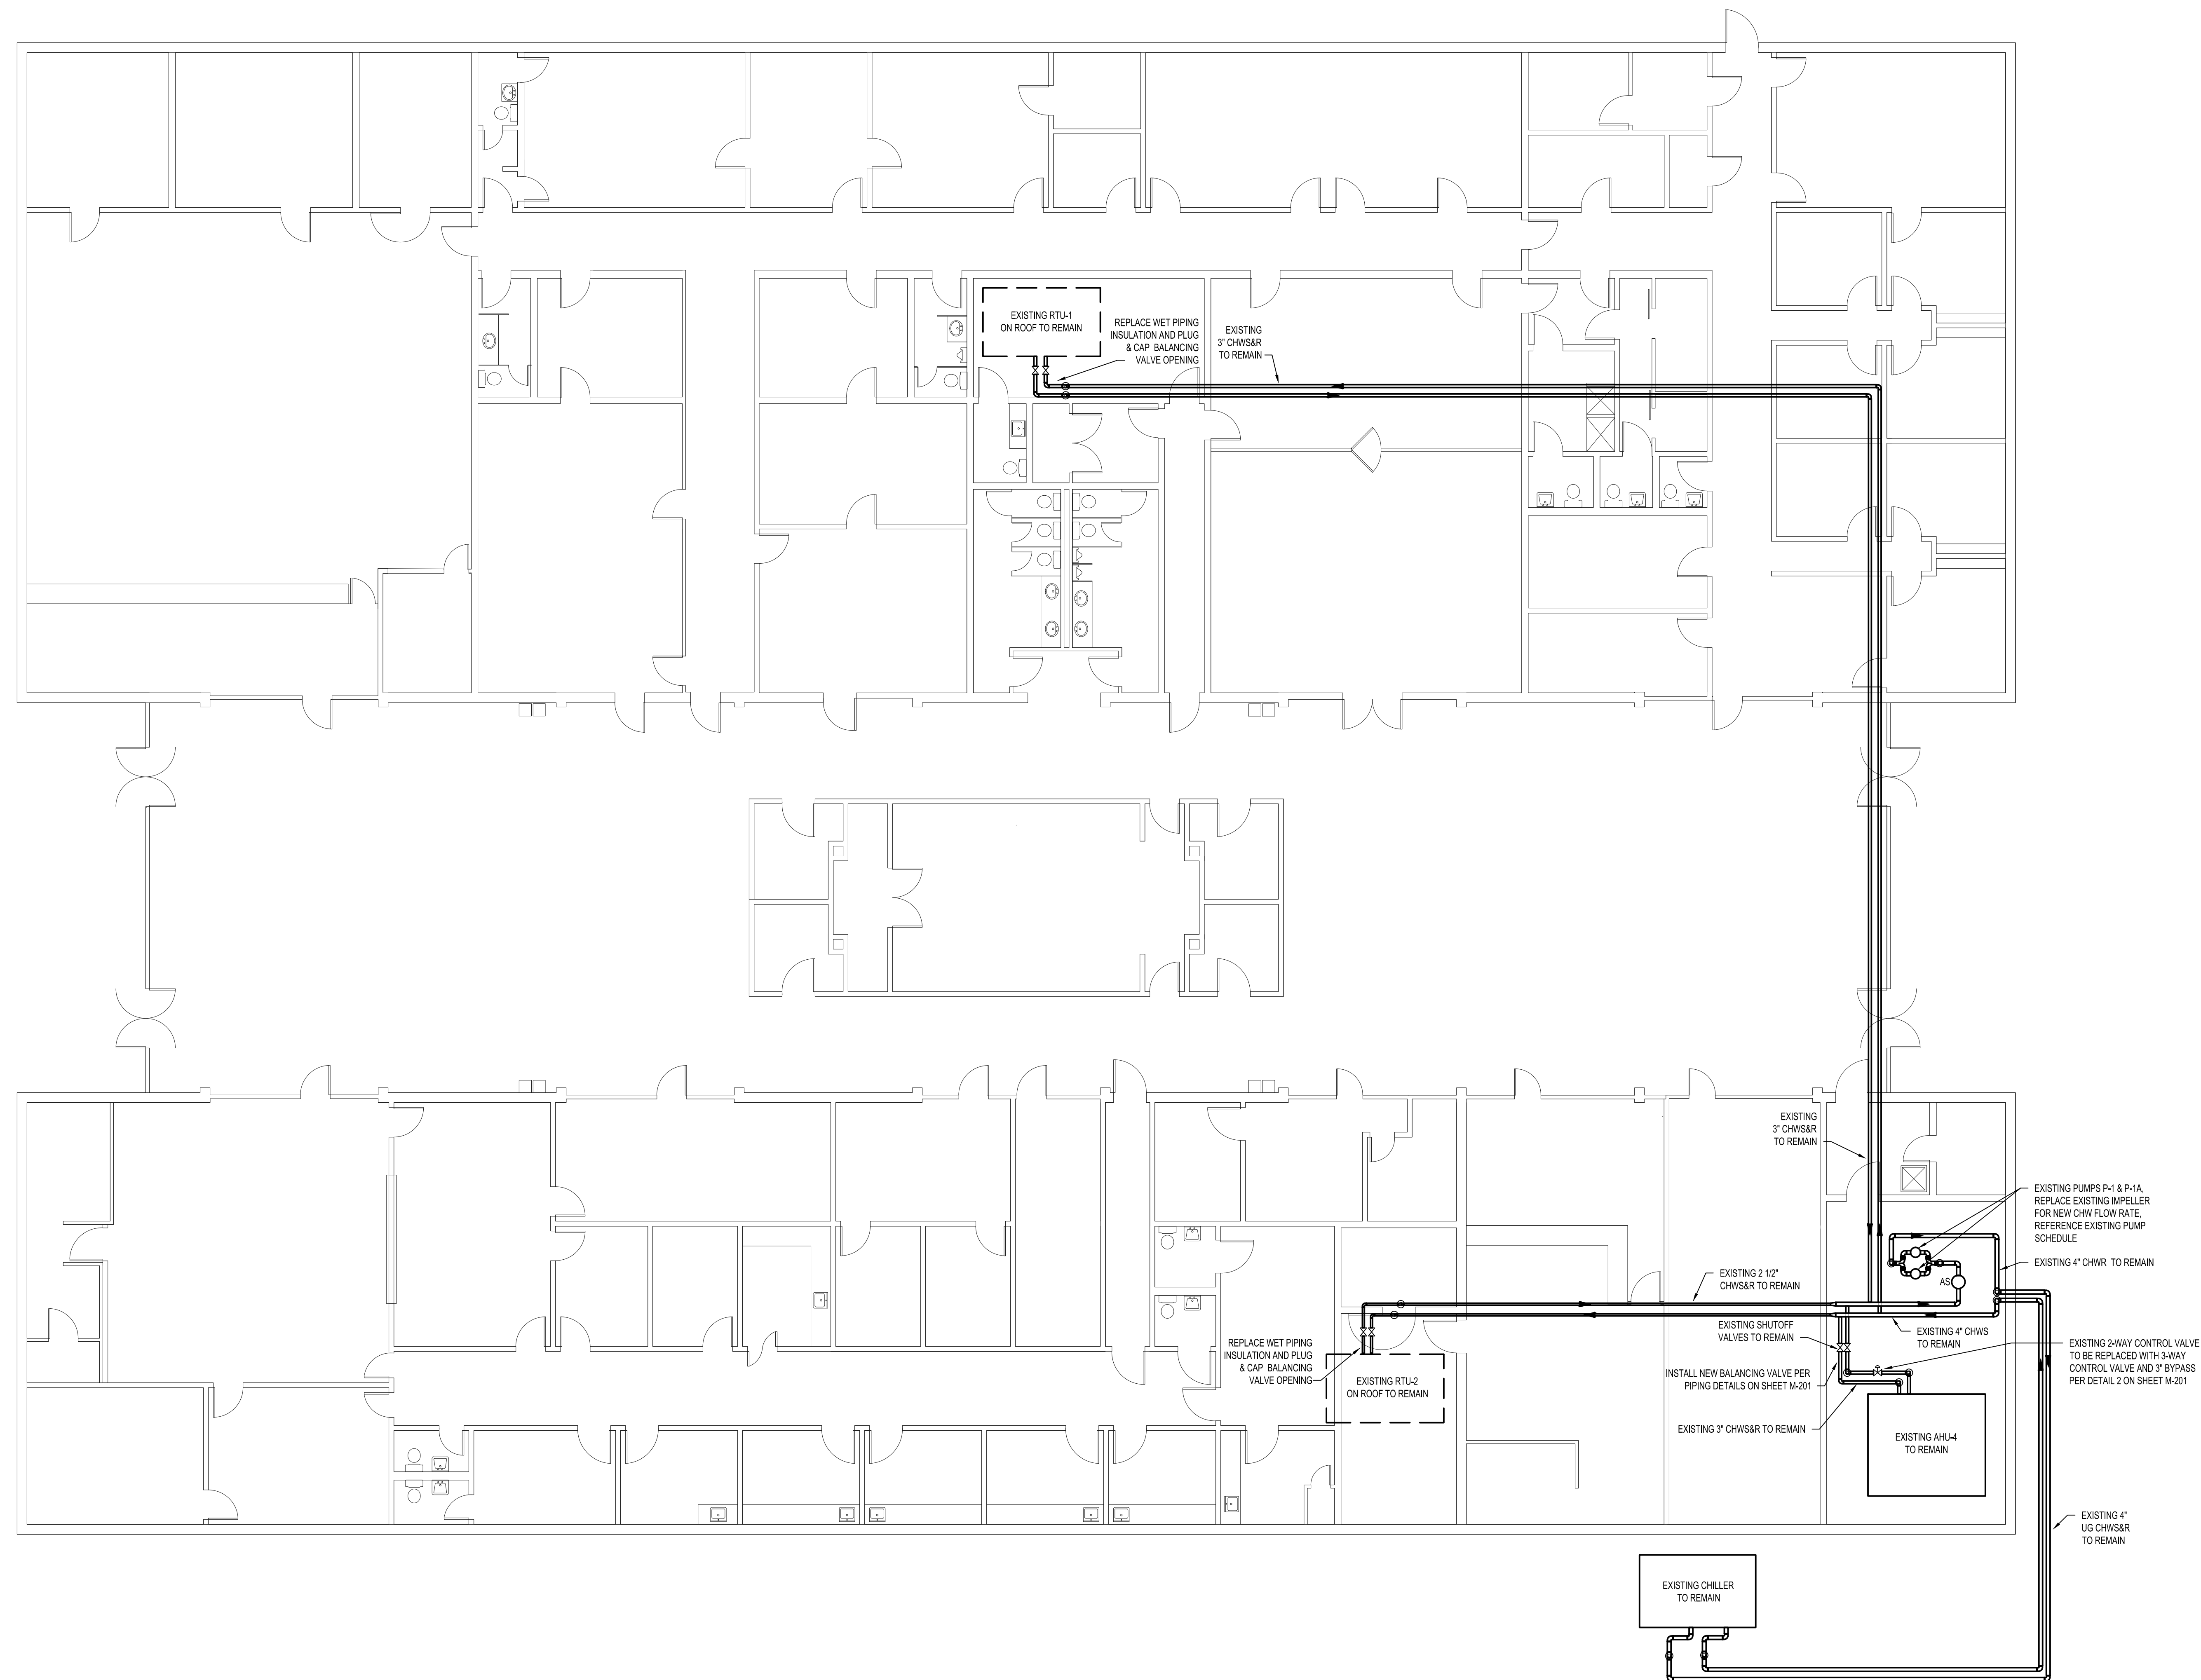 EXISTING RTU-1
ON ROOF TO REMAIN
REPLACE WET PIPING
INSULATION AND PLUG
& CAP BALANCING
VALVE OPENING
EXISTING
3" CHWS&R
TO REMAIN
EXISTING
3" CHWS&R
TO REMAIN
EXISTING PUMPS P-1 & P-1A,
REPLACE EXISTING IMPELLER
FOR NEW CHW FLOW RATE,
REFERENCE EXISTING PUMP
SCHEDULE
EXISTING 4" CHWR TO REMAIN
AS
EXISTING 2 1/2"
CHWS&R TO REMAIN
EXISTING SHUTOFF
VALVES TO REMAIN
EXISTING 4" CHWS
TO REMAIN
REPLACE WET PIPING
INSULATION AND PLUG
& CAP BALANCING
VALVE OPENING
EXISTING RTU-2
ON ROOF TO REMAIN
INSTALL NEW BALANCING VALVE PER
PIPING DETAILS ON SHEET M-201
EXISTING 2-WAY CONTROL VALVE
TO BE REPLACED WITH 3-WAY
CONTROL VALVE AND 3" BYPASS
PER DETAIL 2 ON SHEET M-201
EXISTING 3" CHWS&R TO REMAIN
EXISTING AHU-4
TO REMAIN
EXISTING 4"
UG CHWS&R
TO REMAIN
EXISTING CHILLER
TO REMAIN